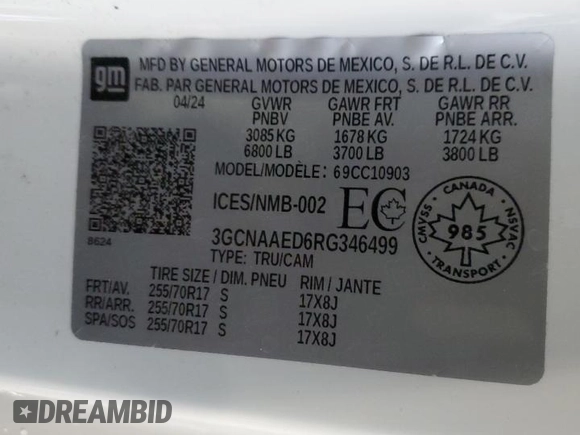 gm
MFD BY GENERAL MOTORS DE MEXICO, S. DE R.L. DE C.V.
FAB. PAR GENERAL MOTORS DE MEXICO, S. DE R.L. DE C.V.
04/24 GVWR GAWR FRT GAWR RR
PNBV PNBE AV. PNBE ARR.
3085 KG 1678 KG 1724 KG
6800 LB 3700 LB 3800 LB
MODEL/MODÈLE: 69CC10903
ICES/NMB-002 EC
CANADA
CMVSS 985 NSVAC
8624
3GCNAAED6RG346499
TYPE: TRU/CAM
TIRE SIZE / DIM. PNEU RIM / JANTE
FRT/AV. 255/70R17 S 17X8J
RR/ARR. 255/70R17 S 17X8J
SPA/SOS 255/70R17 S 17X8J
DREAMBID